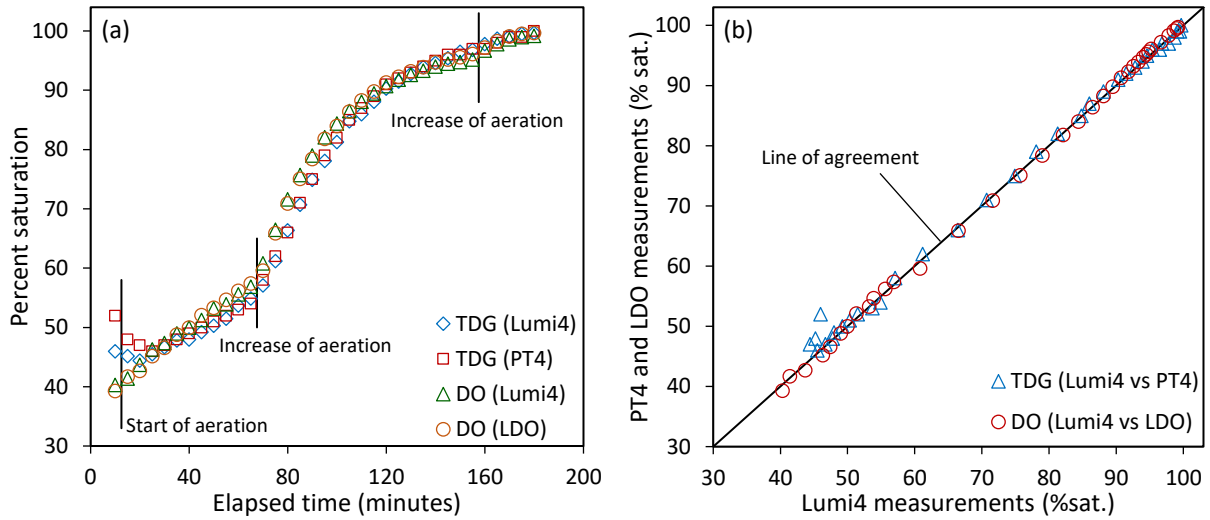 (a)
Percent saturation
100
90
80
70
60
50
40
30
Increase of aeration
Increase of aeration
Start of aeration
TDG (Lumi4)
TDG (PT4)
DO (Lumi4)
DO (LDO)
0 40 80 120 160 200
Elapsed time (minutes)
(b)
PT4 and LDO measurements (% sat.)
100
90
80
70
60
50
40
30
Line of agreement
TDG (Lumi4 vs PT4)
DO (Lumi4 vs LDO)
30 40 50 60 70 80 90 100
Lumi4 measurements (%sat.)